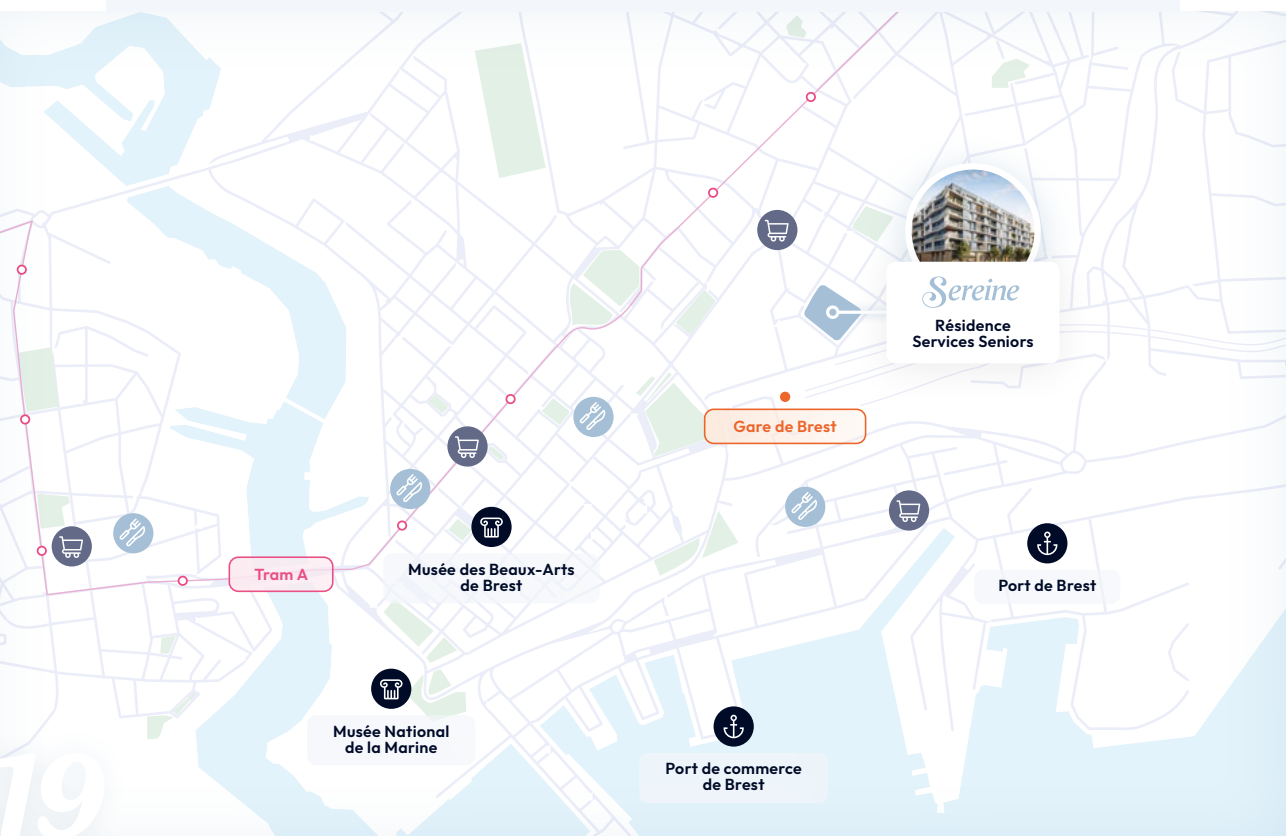 Sereine
Résidence
Services Seniors
Gare de Brest
Tram A
Musée des Beaux-Arts
de Brest
Port de Brest
Musée National
de la Marine
Port de commerce
de Brest
19